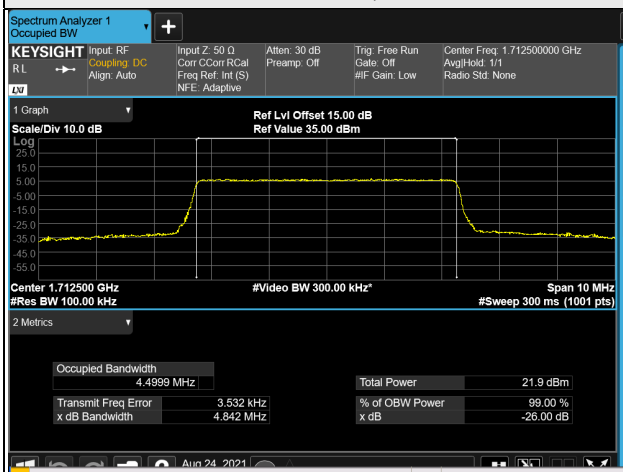 Spectrum Analyzer 1
Occupied BW
+
KEYSIGHT Input: RF Input Z: 50 Ω Atten: 30 dB Trig: Free Run Center Freq: 1.712500000 GHz
RL Coupling: DC Corr CCorr RCal Preamp: Off Gate: Off Avg|Hold: 1/1
Align: Auto Freq Ref: Int (S) #IF Gain: Low Radio Std: None
LXI NFE: Adaptive
1 Graph
Ref Lvl Offset 15.00 dB
Scale/Div 10.0 dB Ref Value 35.00 dBm
Log
25.0
15.0
5.00
-5.00
-15.0
-25.0
-35.0
-45.0
-55.0
Center 1.712500 GHz #Video BW 300.00 kHz* Span 10 MHz
#Res BW 100.00 kHz #Sweep 300 ms (1001 pts)
2 Metrics
Occupied Bandwidth
4.4999 MHz Total Power 21.9 dBm
Transmit Freq Error 3.532 kHz % of OBW Power 99.00 %
x dB Bandwidth 4.842 MHz x dB -26.00 dB
Aug 24, 2021